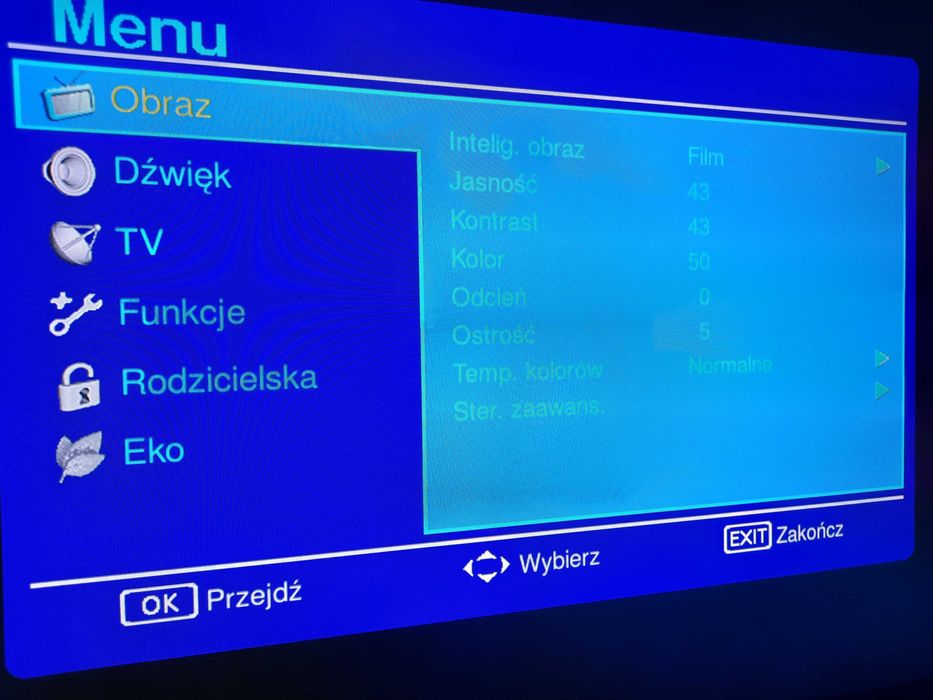 Menu
Obraz
Dźwięk
TV
Funkcje
Rodzicielska
Eko
Intelig. obraz Film
Jasność 43
Kontrast 43
Kolor 50
Odcień 0
Ostrość 5
Temp. kolorów Normalne
Ster. zaawans.
OK Przejdź
Wybierz
EXIT Zakończ